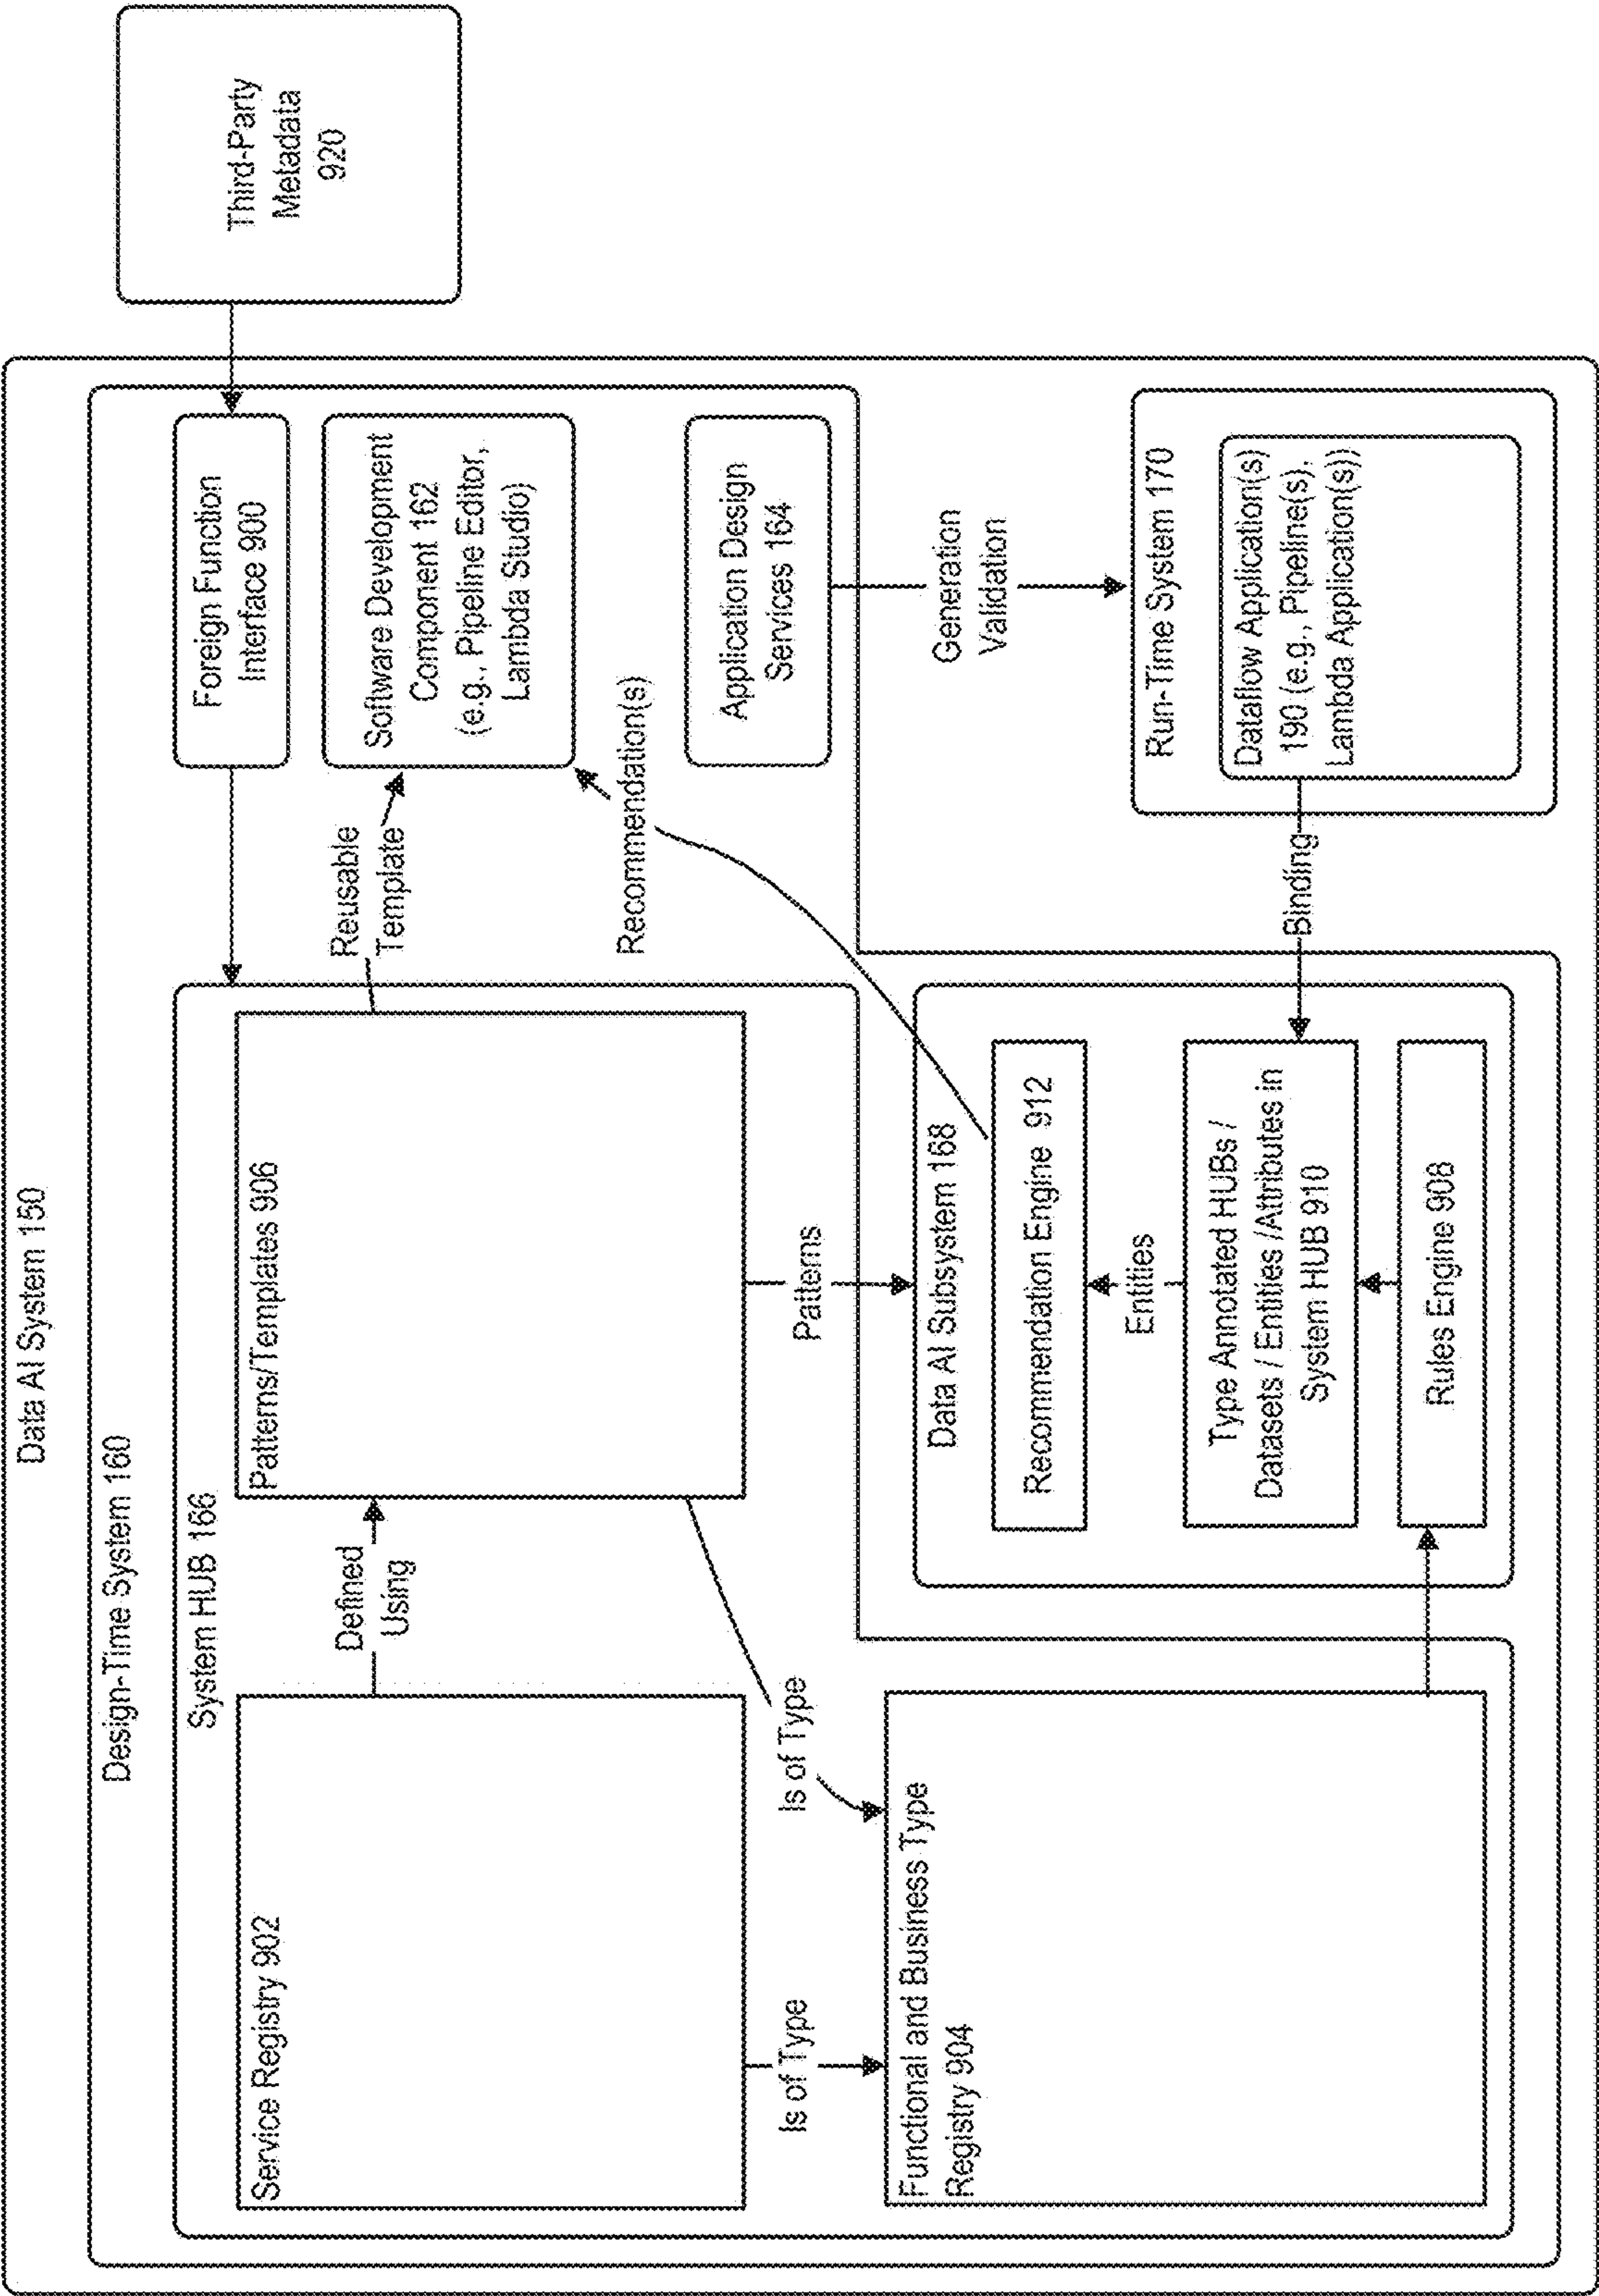 Data AI System 150
Design-Time System 160
System HUB 166
Service Registry 902
Defined
Using
Patterns/Templates 906
Reusable
Template
Foreign Function
Interface 900
Third-Party
Metadata
920
Software Development
Component 162
(e.g., Pipeline Editor,
Lambda Studio)
Recommendation(s)
Application Design
Services 164
Is of Type
Is of Type
Patterns
Generation
Validation
Functional and Business Type
Registry 904
Data AI Subsystem 168
Recommendation Engine 912
Entities
Type Annotated HUBs /
Datasets / Entities /Attributes in
System HUB 910
Rules Engine 908
Binding
Run-Time System 170
Dataflow Application(s)
190 (e.g., Pipeline(s),
Lambda Application(s))